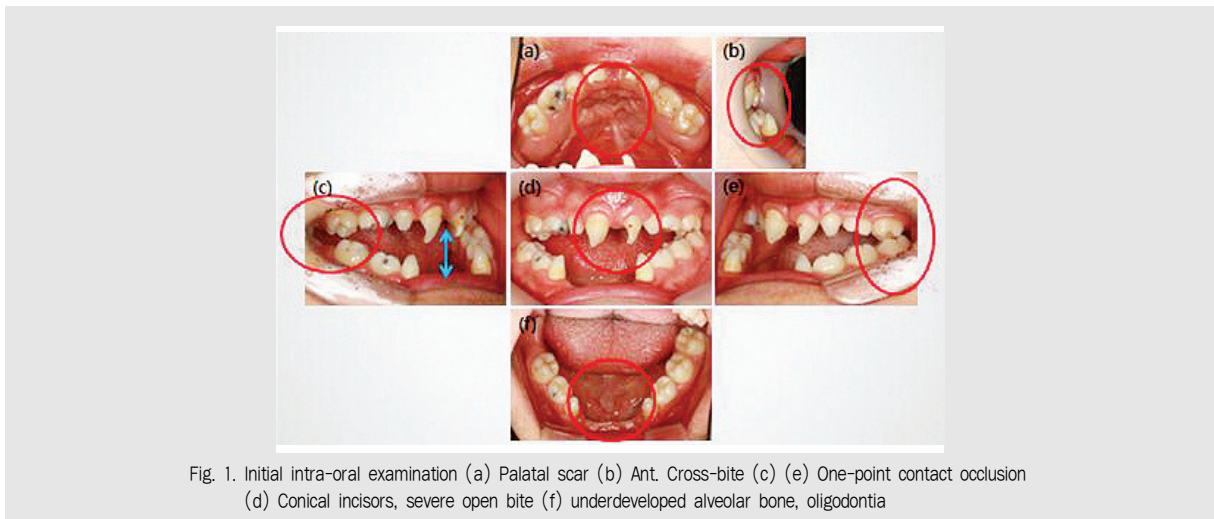 (a)
(b)
(c)
(d)
(e)
(f)
Fig. 1. Initial intra-oral examination (a) Palatal scar (b) Ant. Cross-bite (c) (e) One-point contact occlusion
(d) Conical incisors, severe open bite (f) underdeveloped alveolar bone, oligodontia